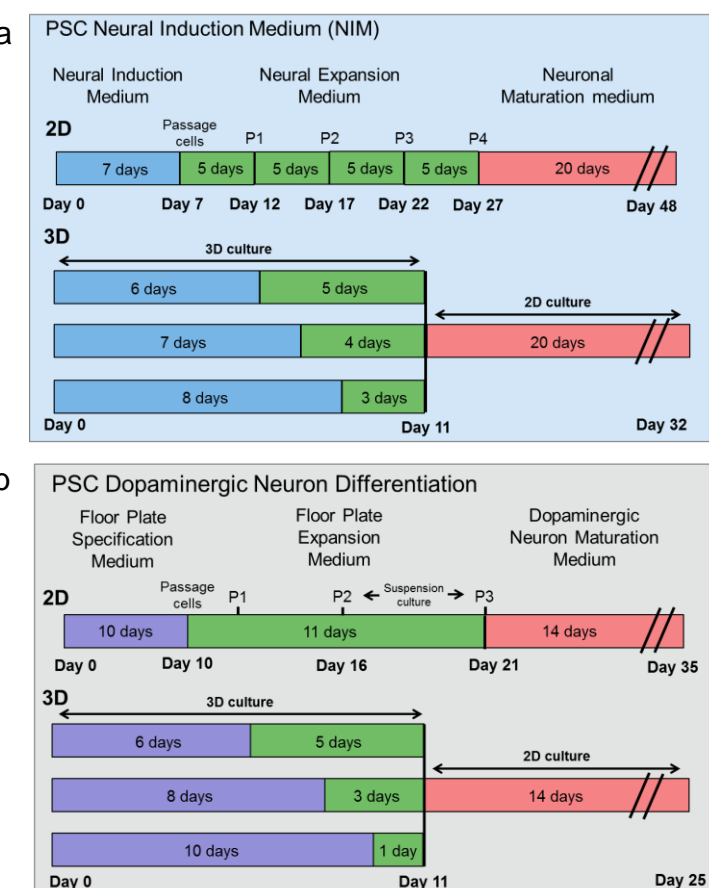 a
PSC Neural Induction Medium (NIM)
Neural Induction
Medium
Neural Expansion
Medium
Neuronal
Maturation medium
2D
Passage
cells
P1
P2
P3
P4
7 days
5 days
5 days
5 days
5 days
20 days
Day 0
Day 7
Day 12
Day 17
Day 22
Day 27
Day 48
3D
3D culture
6 days
5 days
2D culture
7 days
4 days
20 days
8 days
3 days
Day 0
Day 11
Day 32
b
PSC Dopaminergic Neuron Differentiation
Floor Plate
Specification
Medium
Floor Plate
Expansion
Medium
Dopaminergic
Neuron Maturation
Medium
2D
Passage
cells
P1
P2
Suspension
culture
P3
10 days
11 days
14 days
Day 0
Day 10
Day 16
Day 21
Day 35
3D
3D culture
6 days
5 days
2D culture
8 days
3 days
14 days
10 days
1 day
Day 0
Day 11
Day 25